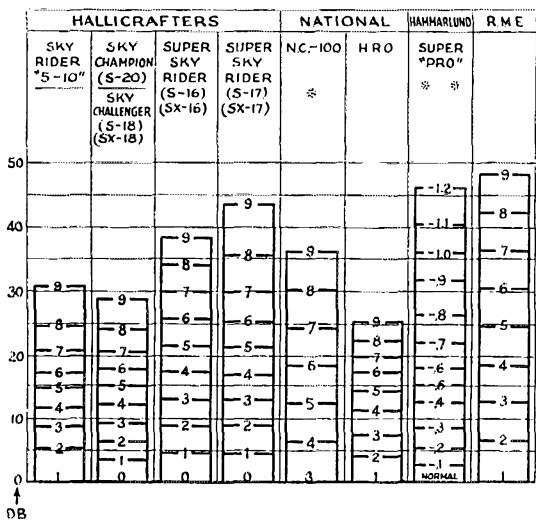 HALLICRAFTERS
SKY
RIDER
"5-10"
SKY
CHAMPION
(S-20)
SKY
CHALLENGER
(S-18)
(SX-18)
SUPER
SKY
RIDER
(S-16)
(SX-16)
SUPER
SKY
RIDER
(S-17)
(SX-17)
NATIONAL
N.C.-100
*
HRO
HAMMARLUND
SUPER
"PRO"
* *
R.M.E.
50
40
30
20
10
0
DB
9
8
7
6
5
4
3
2
1
9
8
7
6
5
4
3
2
1
0
9
8
7
6
5
4
3
2
1
0
9
8
7
6
5
4
3
2
1
0
9
8
7
6
5
4
3
9
8
7
6
5
4
3
2
1
-1.2
-1.1
-1.0
-.9
-.8
-.7
-.6
-.4
-.3
-.2
-.1
NORMAL
9
8
7
6
5
4
3
2
1